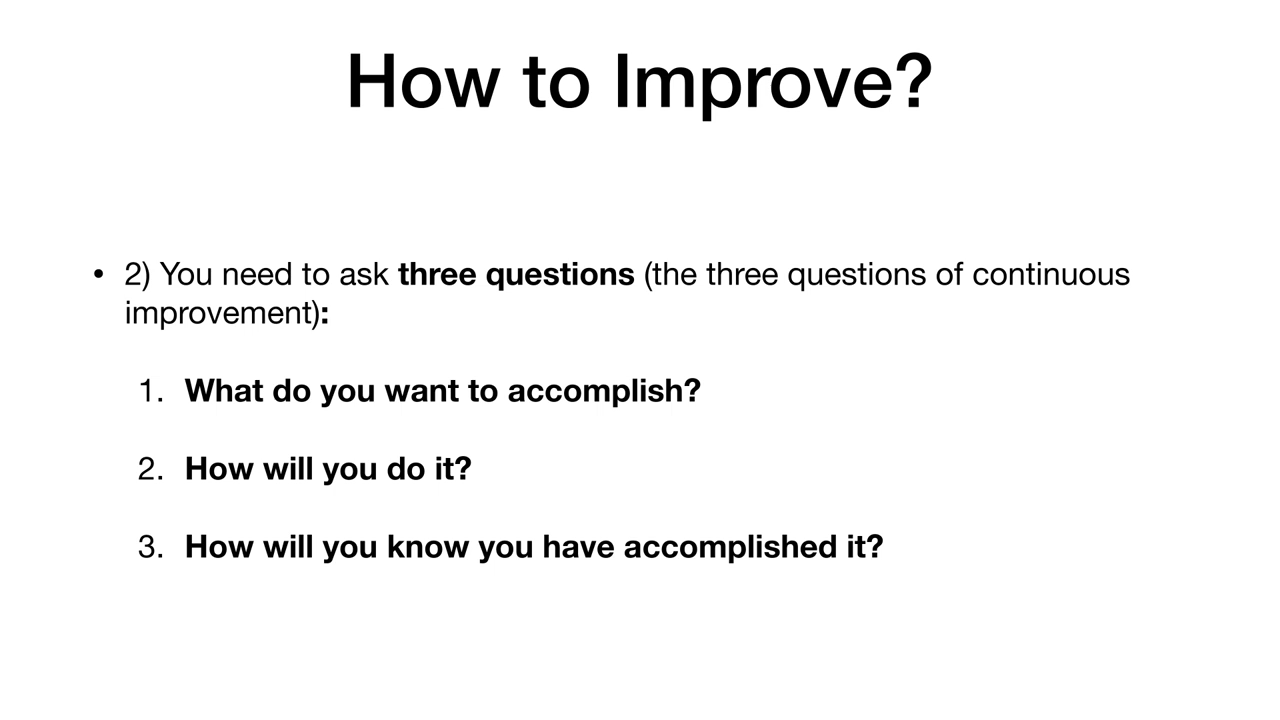 How to Improve?
• 2) You need to ask three questions (the three questions of continuous
improvement):
1. What do you want to accomplish?
2. How will you do it?
3. How will you know you have accomplished it?